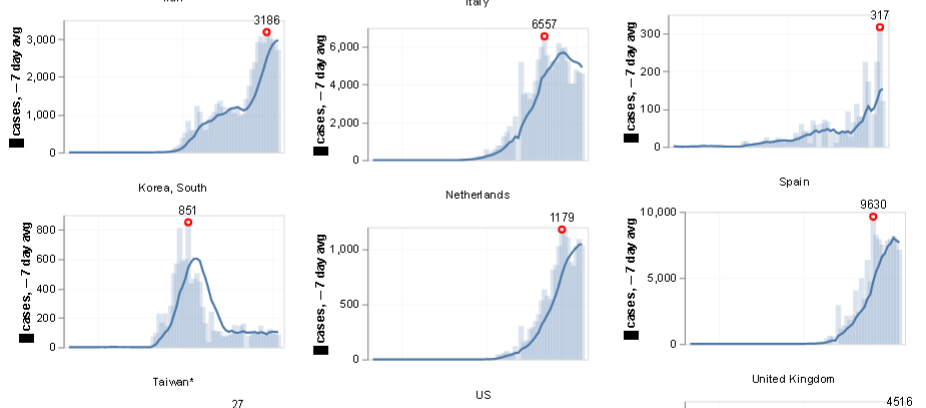 Italy
3186
3,000
2,000
1,000
0
cases, — 7 day avg
6557
6,000
4,000
2,000
0
cases, — 7 day avg
317
300
200
100
0
cases, — 7 day avg
Korea, South
Netherlands
Spain
851
800
600
400
200
0
cases, — 7 day avg
1179
1,000
500
0
cases, — 7 day avg
9630
10,000
5,000
0
cases, — 7 day avg
Taiwan*
US
United Kingdom
27
4516